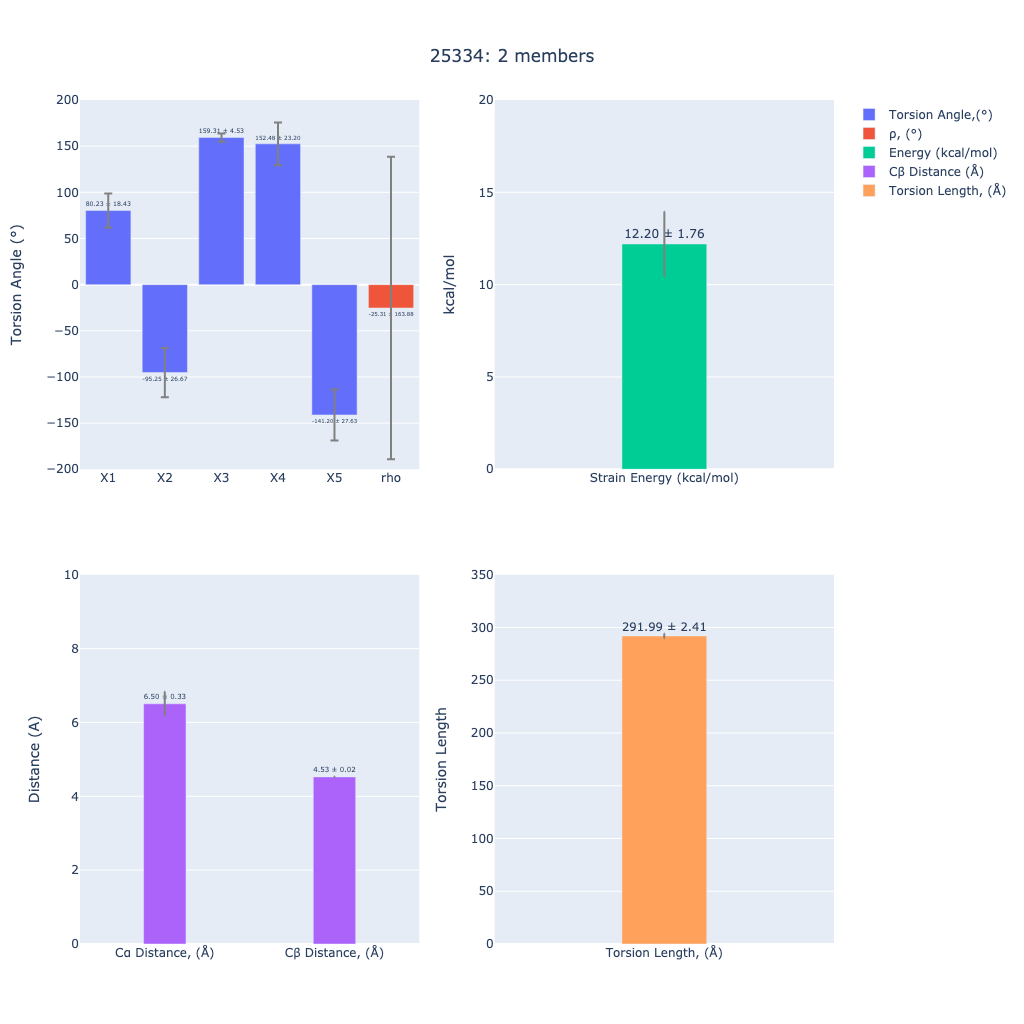 25334: 2 members
Torsion Angle (°)
200
150
100
50
0
−50
−100
−150
−200
80.23 ± 18.43
-95.25 ± 26.67
159.31 ± 4.53
152.48 ± 23.20
-141.20 ± 27.63
-25.31 ± 163.88
X1
X2
X3
X4
X5
rho
kcal/mol
20
15
10
5
0
12.20 ± 1.76
Strain Energy (kcal/mol)
Torsion Angle,(°)
ρ, (°)
Energy (kcal/mol)
Cβ Distance (Å)
Torsion Length, (Å)
Distance (A)
10
8
6
4
2
0
6.50 ± 0.33
4.53 ± 0.02
Cα Distance, (Å)
Cβ Distance, (Å)
Torsion Length
350
300
250
200
150
100
50
0
291.99 ± 2.41
Torsion Length, (Å)